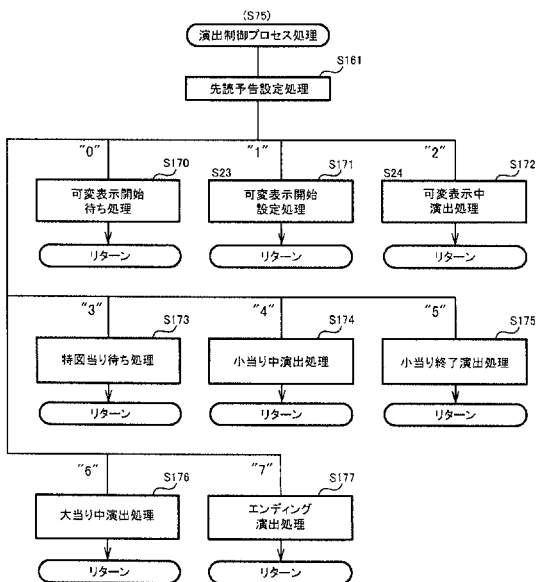 (S75)
演出制御プロセス処理
S161
先読予告設定処理
"0"
"1"
"2"
S170
S23
S171
S24
S172
可変表示開始
待ち処理
可変表示開始
設定処理
可変表示中
演出処理
リターン
リターン
リターン
"3"
"4"
"5"
S173
S174
S175
特図当り待ち処理
小当り中演出処理
小当り終了演出処理
リターン
リターン
リターン
"6"
"7"
S176
S177
大当り中演出処理
エンディング
演出処理
リターン
リターン